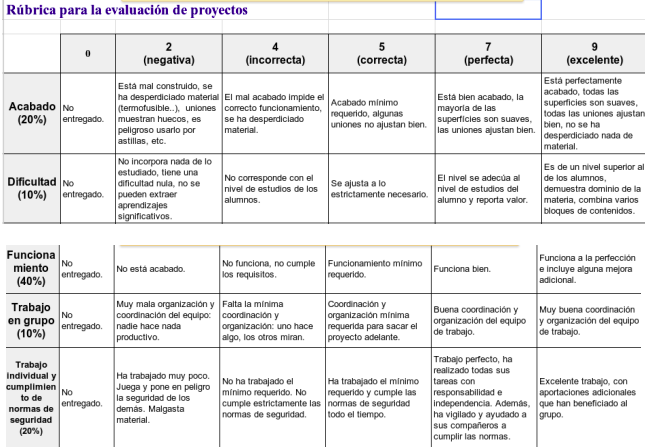 Rúbrica para la evaluación de proyectos
0
2
(negativa)
4
(incorrecta)
5
(correcta)
7
(perfecta)
9
(excelente)
Acabado
(20%)
No
entregado.
Está mal construido, se
ha desperdiciado material
(termofusible..), uniones
muestran huecos, es
peligroso usarlo por
astillas, etc.
El mal acabado impide el
correcto funcionamiento,
se ha desperdiciado
material.
Acabado mínimo
requerido, algunas
uniones no ajustan bien.
Está bien acabado, la
mayoría de las
superficies son suaves,
las uniones ajustan bien.
Está perfectamente
acabado, todas las
superficies son suaves,
todas las uniones ajustan
bien, no se ha
desperdiciado nada de
material.
Dificultad
(10%)
No
entregado.
No incorpora nada de lo
estudiado, tiene una
dificultad nula, no se
pueden extraer
aprendizajes
significativos.
No corresponde con el
nivel de estudios de los
alumnos.
Se ajusta a lo
estrictamente necesario.
El nivel se adecúa al
nivel de estudios del
alumno y reporta valor.
Es de un nivel superior al
de los alumnos,
demuestra dominio de la
materia, combina varios
bloques de contenidos.
Funciona
miento
(40%)
No
entregado.
No está acabado.
No funciona, no cumple
los requisitos.
Funcionamiento mínimo
requerido.
Funciona bien.
Funciona a la perfección
e incluye alguna mejora
adicional.
Trabajo
en grupo
(10%)
No
entregado.
Muy mala organización y
coordinación del equipo:
nadie hace nada
productivo.
Falta la mínima
coordinación y
organización: uno hace
algo, los otros miran.
Coordinación y
organización mínima
requerida para sacar el
proyecto adelante.
Buena coordinación y
organización del equipo
de trabajo.
Muy buena coordinación
y organización del equipo
de trabajo.
Trabajo
individual y
cumplimien
to de
normas de
seguridad
(20%)
No
entregado.
Ha trabajado muy poco.
Juega y pone en peligro
la seguridad de los
demás. Malgasta
material.
No ha trabajado el
mínimo requerido. No
cumple estrictamente las
normas de seguridad.
Ha trabajado el mínimo
requerido y cumple las
normas de seguridad
todo el tiempo.
Trabajo perfecto, ha
realizado todas sus
tareas con
responsabilidad e
independencia. Además,
ha vigilado y ayudado a
sus compañeros a
cumplir las normas.
Excelente trabajo, con
aportaciones adicionales
que han beneficiado al
grupo.